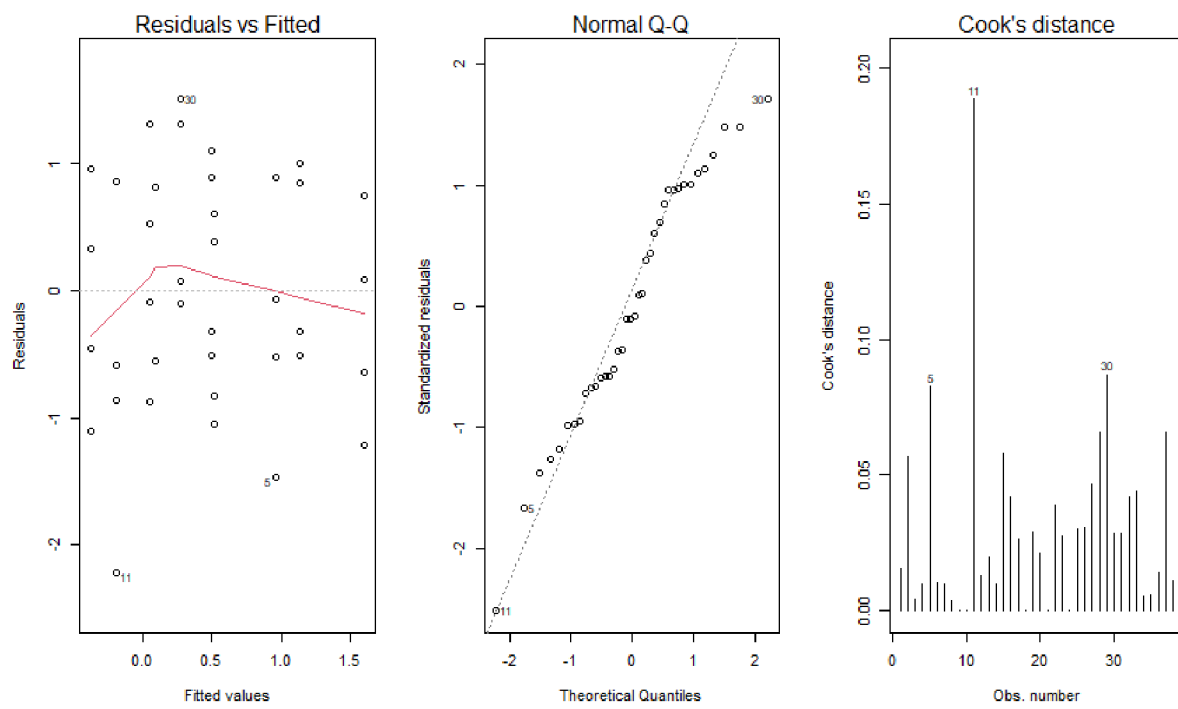 Residuals vs Fitted
Residuals
1
0
-1
-2
30
5
11
0.0 0.5 1.0 1.5
Fitted values
Normal Q-Q
Standardized residuals
2
1
0
-1
-2
30
5
11
-2 -1 0 1 2
Theoretical Quantiles
Cook's distance
Cook's distance
0.20
0.15
0.10
0.05
0.00
11
5
30
0 10 20 30
Obs. number